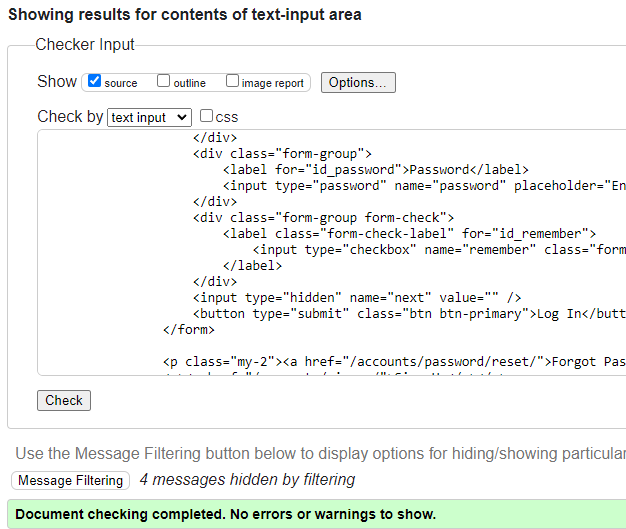 Showing results for contents of text-input area
Checker Input
Show source outline image report Options...
Check by text input css
</div>
<div class="form-group">
<label for="id_password">Password</label>
<input type="password" name="password" placeholder="En
</div>
<div class="form-group form-check">
<label class="form-check-label" for="id_remember">
<input type="checkbox" name="remember" class="form
</label>
</div>
<input type="hidden" name="next" value="" />
<button type="submit" class="btn btn-primary">Log In</butt
</form>
<p class="my-2"><a href="/accounts/password/reset/">Forgot Pas
Check
Use the Message Filtering button below to display options for hiding/showing particular
Message Filtering 4 messages hidden by filtering
Document checking completed. No errors or warnings to show.